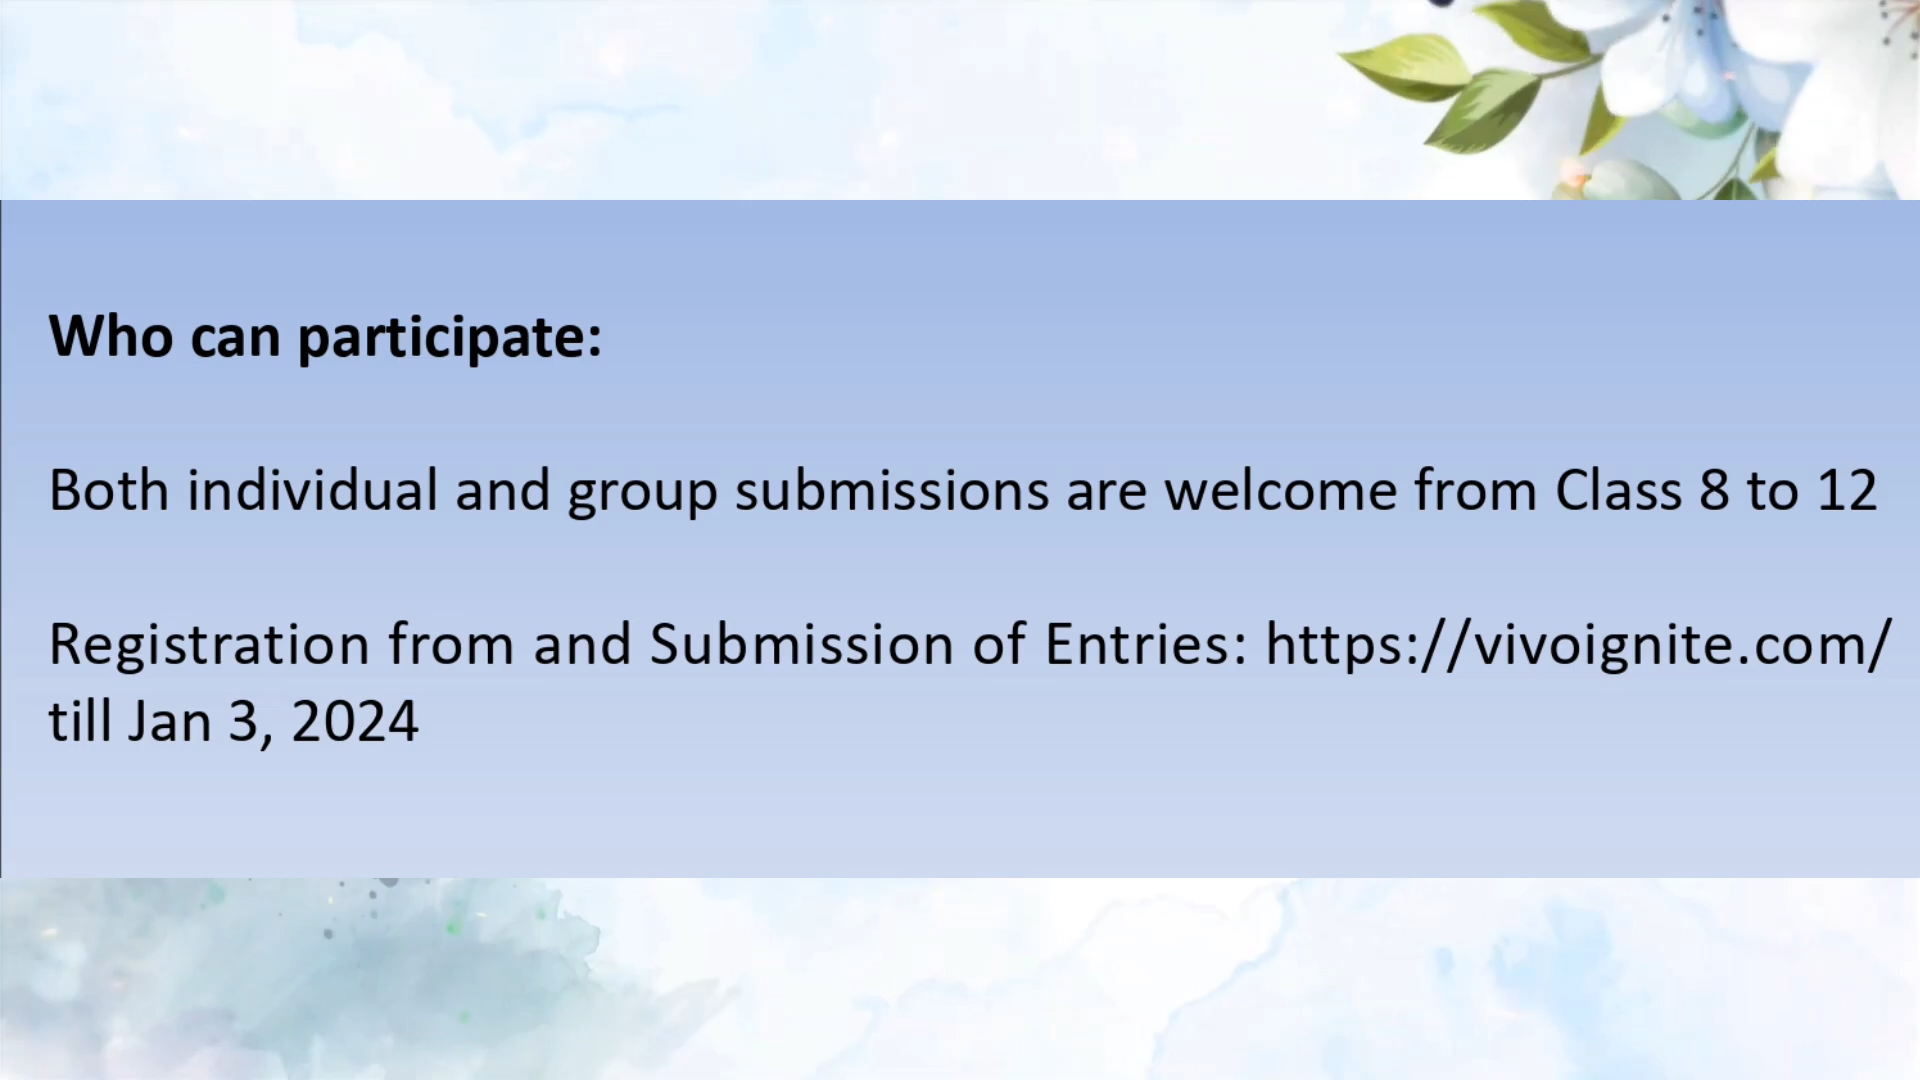 Who can participate:
Both individual and group submissions are welcome from Class 8 to 12
Registration from and Submission of Entries: https://vivoignite.com/
till Jan 3, 2024